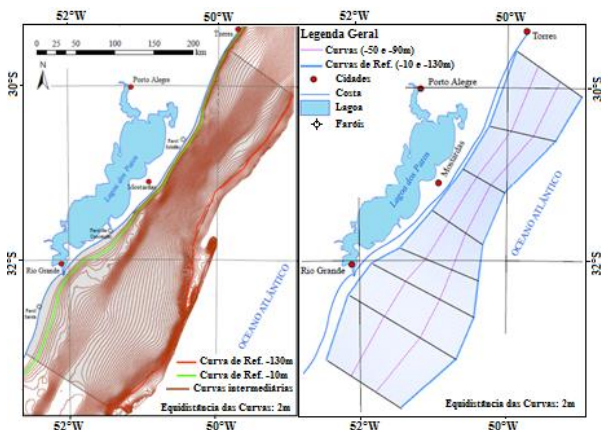 52°W
50°W
Torres
0 25 50 100 150 200
km
N
Porto Alegre
30°S
Lagoa dos Patos
Mostardas
Rio Grande
32°S
OCEANO ATLÂNTICO
Curva de Ref. -130m
Curva de Ref. -10m
Curvas intermediárias
Equidistância das Curvas: 2m
52°W
50°W
52°W
50°W
Legenda Geral
Curvas (-50 e -90m)
Curvas de Ref. (-10 e -130m)
Cidades
Costa
Lagoa
Faróis
Torres
Porto Alegre
30°S
Lagoa dos Patos
Mostardas
OCEANO ATLÂNTICO
Rio Grande
32°S
Equidistância das Curvas: 2m
52°W
50°W